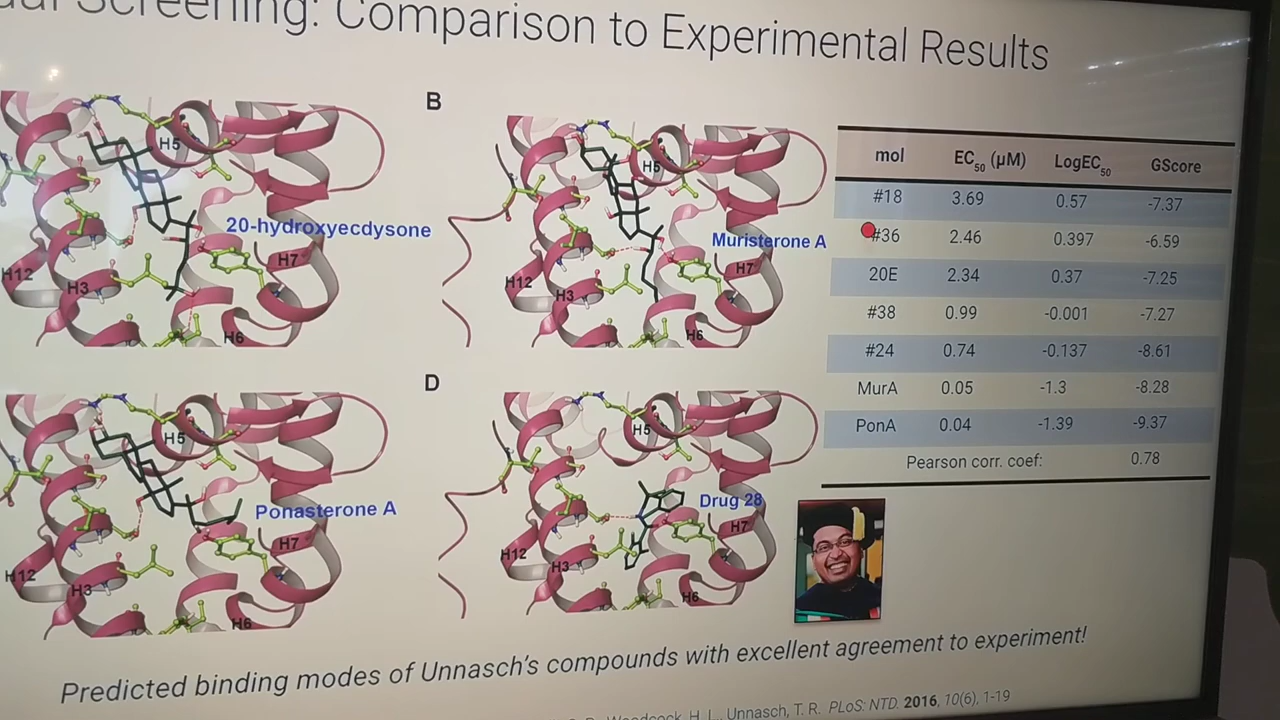 Screening: Comparison to Experimental Results
H5
20-hydroxyecdysone
H7
H12
H3
H6
B
H5
Muristerone A
H7
H12
H3
H6
H5
Ponasterone A
H7
H12
H3
H6
D
H5
Drug 28
H7
H12
H3
H6
mol EC50 (µM) LogEC50 GScore
#18 3.69 0.57 -7.37
#36 2.46 0.397 -6.59
20E 2.34 0.37 -7.25
#38 0.99 -0.001 -7.27
#24 0.74 -0.137 -8.61
MurA 0.05 -1.3 -8.28
PonA 0.04 -1.39 -9.37
Pearson corr. coef: 0.78
Predicted binding modes of Unnasch's compounds with excellent agreement to experiment!
Woodcock, H. L., Unnasch, T. R. PLoS: NTD. 2016, 10(6), 1-19